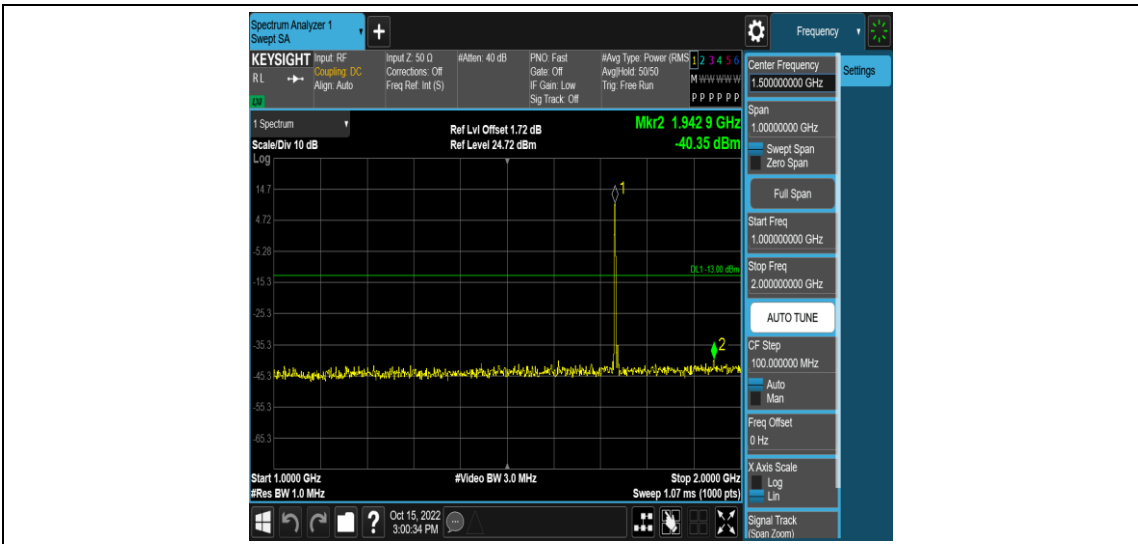 Spectrum Analyzer 1
Swept SA
+
Frequency
KEYSIGHT
RL
LXI
Input: RF
Coupling: DC
Align: Auto
Input Z: 50 Ω
Corrections: Off
Freq Ref: Int (S)
#Atten: 40 dB
PNO: Fast
Gate: Off
IF Gain: Low
Sig Track: Off
#Avg Type: Power (RMS
Avg|Hold: 50/50
Trig: Free Run
1 2 3 4 5 6
M W W W W W
P P P P P P
1 Spectrum
Scale/Div 10 dB
Log
Ref Lvl Offset 1.72 dB
Ref Level 24.72 dBm
Mkr2 1.942 9 GHz
-40.35 dBm
14.7
4.72
-5.28
-15.3
-25.3
-35.3
-45.3
-55.3
-65.3
1
DL1 -13.00 dBm
2
Start 1.0000 GHz
#Res BW 1.0 MHz
#Video BW 3.0 MHz
Stop 2.0000 GHz
Sweep 1.07 ms (1000 pts)
?
Oct 15, 2022
3:00:34 PM
Center Frequency
1.500000000 GHz
Settings
Span
1.00000000 GHz
Swept Span
Zero Span
Full Span
Start Freq
1.000000000 GHz
Stop Freq
2.000000000 GHz
AUTO TUNE
CF Step
100.000000 MHz
Auto
Man
Freq Offset
0 Hz
X Axis Scale
Log
Lin
Signal Track
(Span Zoom)